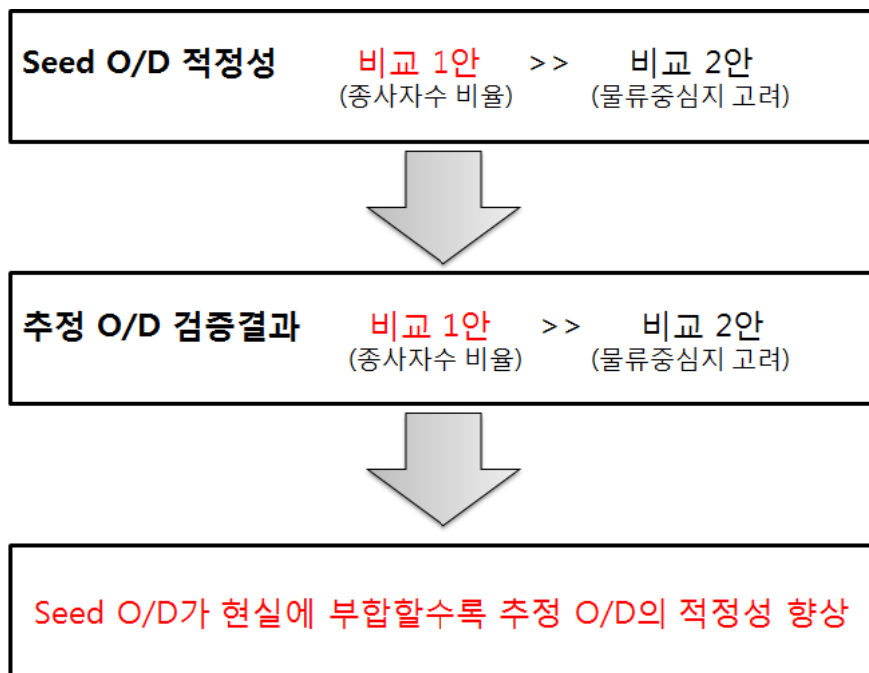 Seed O/D 적정성 비교 1안 >> 비교 2안
(종사자수 비율) (물류중심지 고려)
추정 O/D 검증결과 비교 1안 >> 비교 2안
(종사자수 비율) (물류중심지 고려)
Seed O/D가 현실에 부합할수록 추정 O/D의 적정성 향상